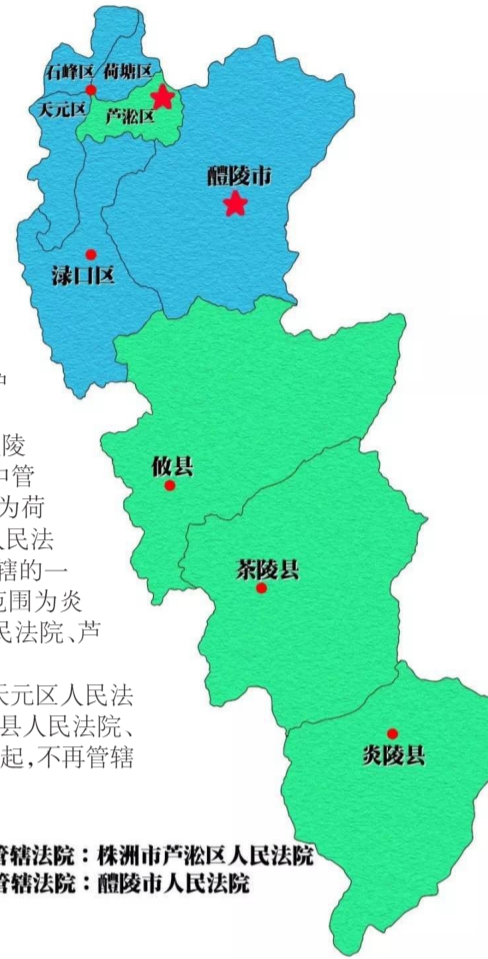 石峰区 荷塘区
天元区
芦淞区
醴陵市
渌口区
陵
中管
攸县
为荷
人民法
茶陵县
辖的一
范围为炎
民法院、芦
天元区人民法
县人民法院、
炎陵县
起,不再管辖
管辖法院：株洲市芦淞区人民法院
管辖法院：醴陵市人民法院